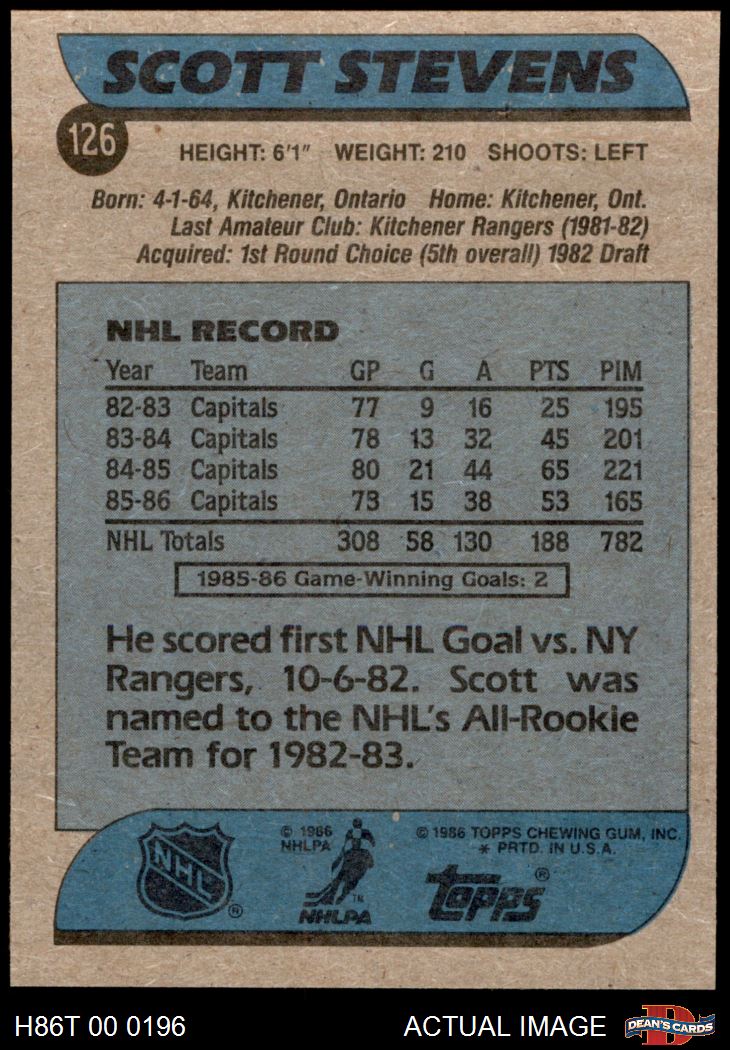 SCOTT STEVENS
126
HEIGHT: 6'1" WEIGHT: 210 SHOOTS: LEFT
Born: 4-1-64, Kitchener, Ontario Home: Kitchener, Ont.
Last Amateur Club: Kitchener Rangers (1981-82)
Acquired: 1st Round Choice (5th overall) 1982 Draft
NHL RECORD
Year Team GP G A PTS PIM
82-83 Capitals 77 9 16 25 195
83-84 Capitals 78 13 32 45 201
84-85 Capitals 80 21 44 65 221
85-86 Capitals 73 15 38 53 165
NHL Totals 308 58 130 188 782
1985-86 Game-Winning Goals: 2
He scored first NHL Goal vs. NY
Rangers, 10-6-82. Scott was
named to the NHL's All-Rookie
Team for 1982-83.
NHL ®
© 1986
NHLPA
TM
NHLPA
© 1986 TOPPS CHEWING GUM, INC.
* PRTD. IN U.S.A.
topps ®
H86T 00 0196 ACTUAL IMAGE
D
DEAN'S CARDS